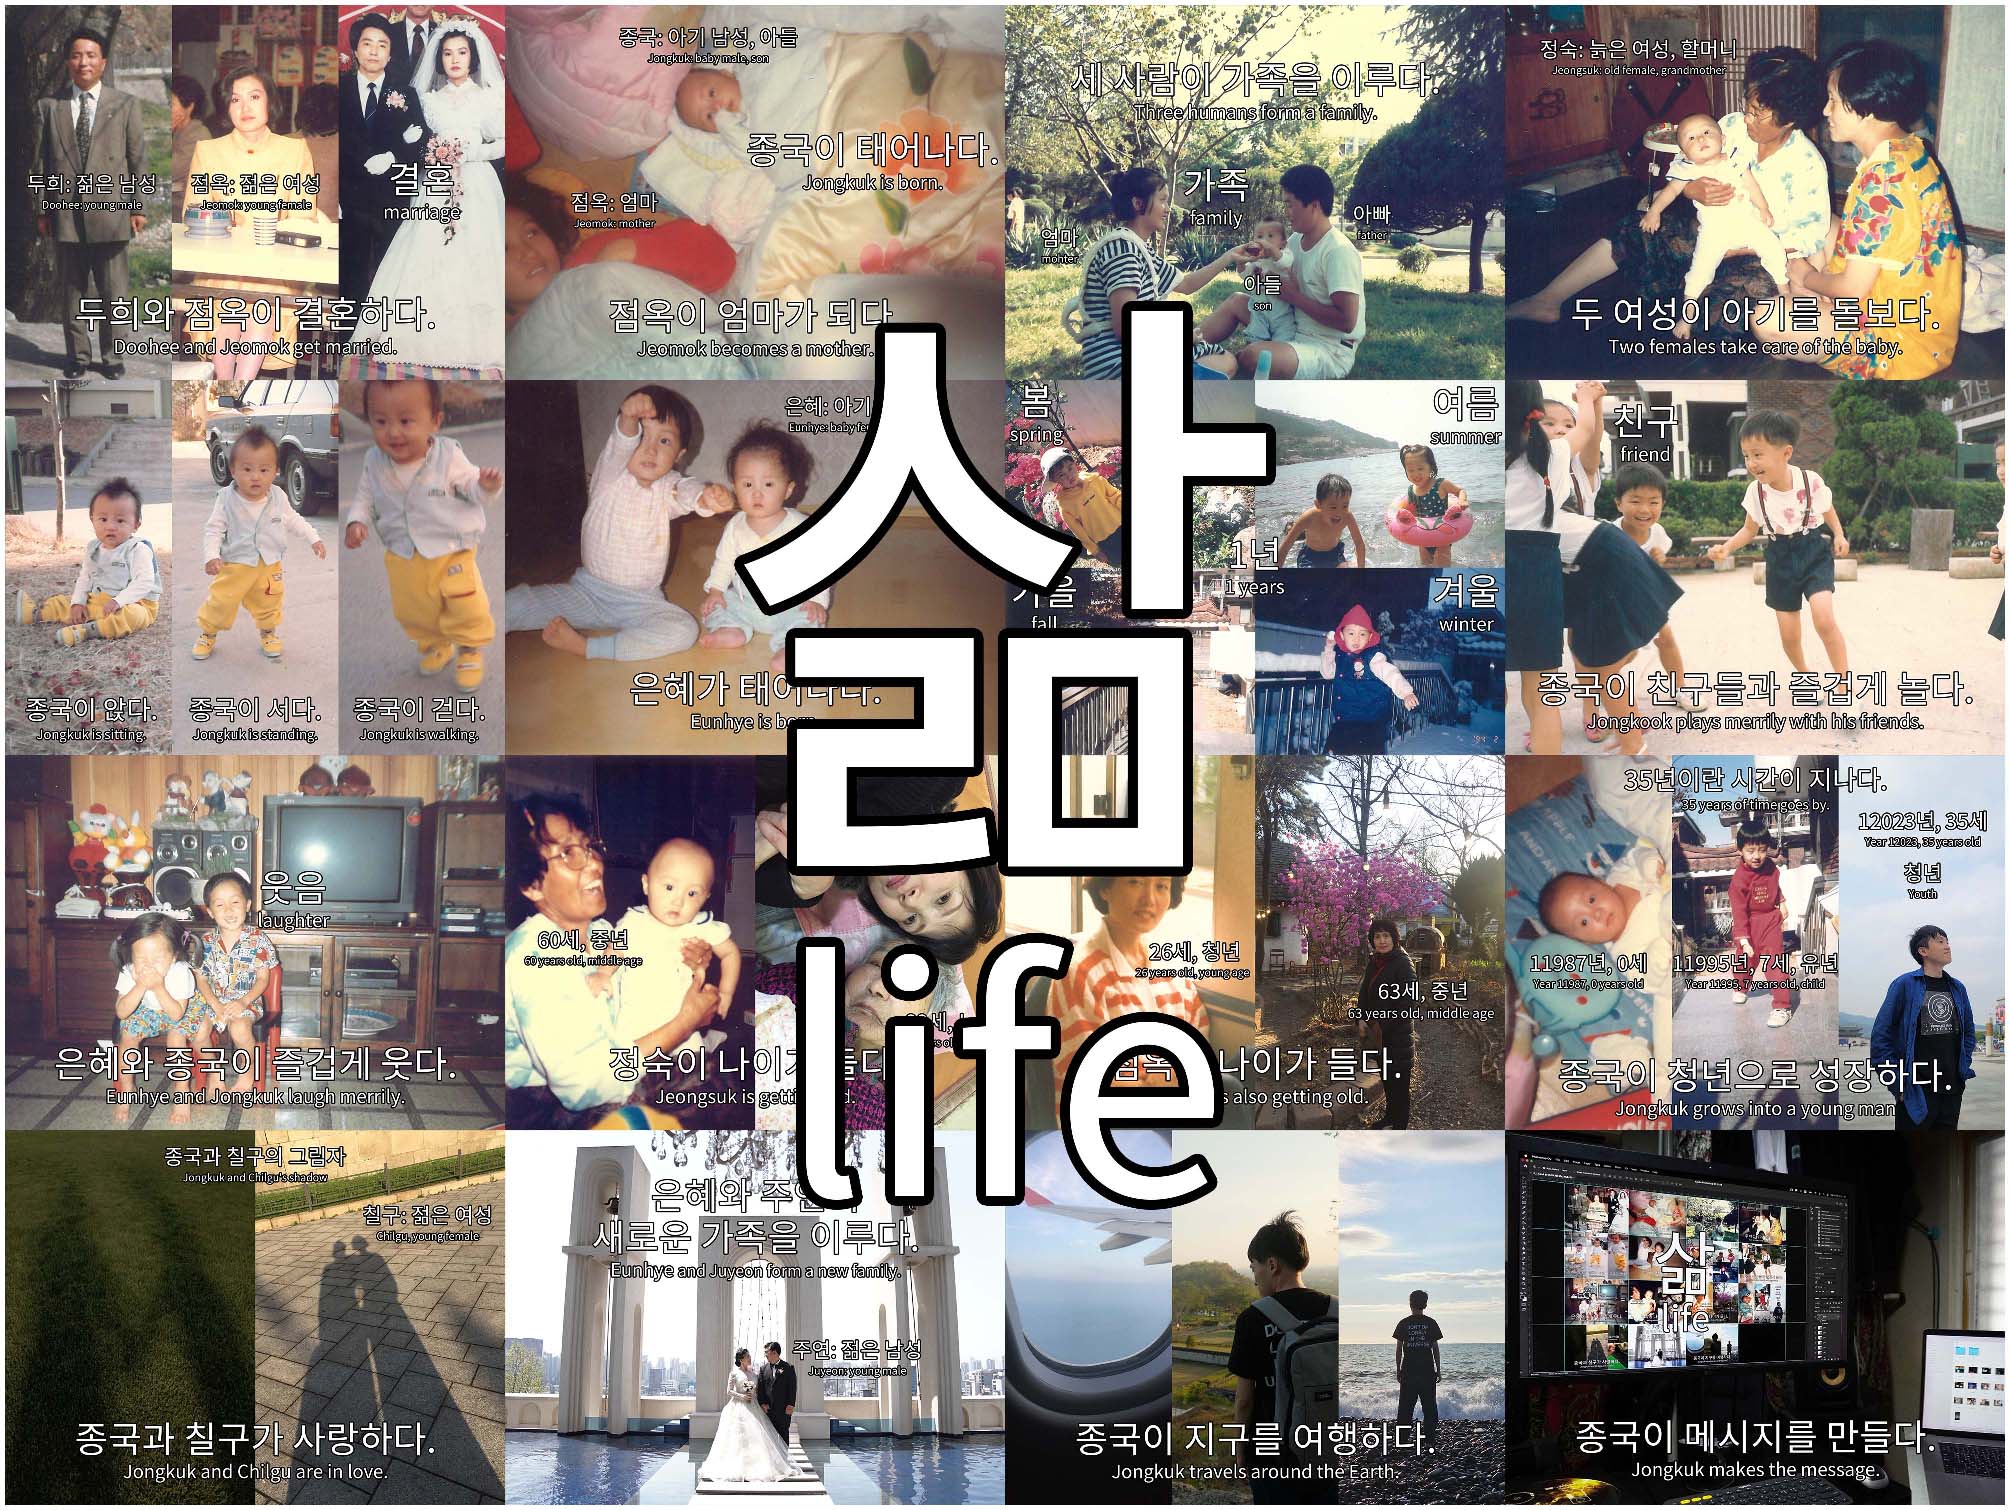 두희: 젊은 남성
Doohee: young male
점옥: 젊은 여성
Jeomok: young female
결혼
marriage
두희와 점옥이 결혼하다.
Doohee and Jeomok get married.
종국: 아기 남성, 아들
Jongkuk: baby male, son
종국이 태어나다.
Jongkuk is born.
점옥: 엄마
Jeomok: mother
점옥이 엄마가 되다
Jeomok becomes a mother.
세 사람이 가족을 이루다.
Three humans form a family.
가족
family
엄마
mohter
아빠
father
아들
son
정숙: 늙은 여성, 할머니
Jeongsuk: old female, grandmother
두 여성이 아기를 돌보다.
Two females take care of the baby.
종국이 앉다.
Jongkuk is sitting.
종국이 서다.
Jongkuk is standing.
종국이 걷다.
Jongkuk is walking.
은혜: 아기
Eunhye: baby
은혜가 태어나다.
Eunhye is
봄
spring
여름
summer
1년
1 years
가을
fall
겨울
winter
친구
friend
종국이 친구들과 즐겁게 놀다.
Jongkook plays merrily with his friends.
삶
life
웃음
laughter
은혜와 종국이 즐겁게 웃다.
Eunhye and Jongkuk laugh merrily.
60세, 중년
60 years old, middle age
정숙이
Jeongsuk is
26세, 청년
26 years old, young age
63세, 중년
63 years old, middle age
나이가 들다.
also getting old.
35년이란 시간이 지나다.
35 years of time goes by.
11987년, 0세
Year 11987, 0 years old
11995년, 7세, 유년
Year 11995, 7 years old, child
12023년, 35세
Year 12023, 35 years old
청년
Youth
종국이 청년으로 성장하다.
Jongkuk grows into a young man
종국과 칠구의 그림자
Jongkuk and Chilgu's shadow
칠구: 젊은 여성
Chilgu, young female
종국과 칠구가 사랑하다.
Jongkuk and Chilgu are in love.
은혜와
새로운 가족을 이루다.
Eunhye and Juyeon form a new family.
주연: 젊은 남성
Juyeon: young male
종국이 지구를 여행하다.
Jongkuk travels around the Earth.
삶
life
종국이 메시지를 만들다.
Jongkuk makes the message.